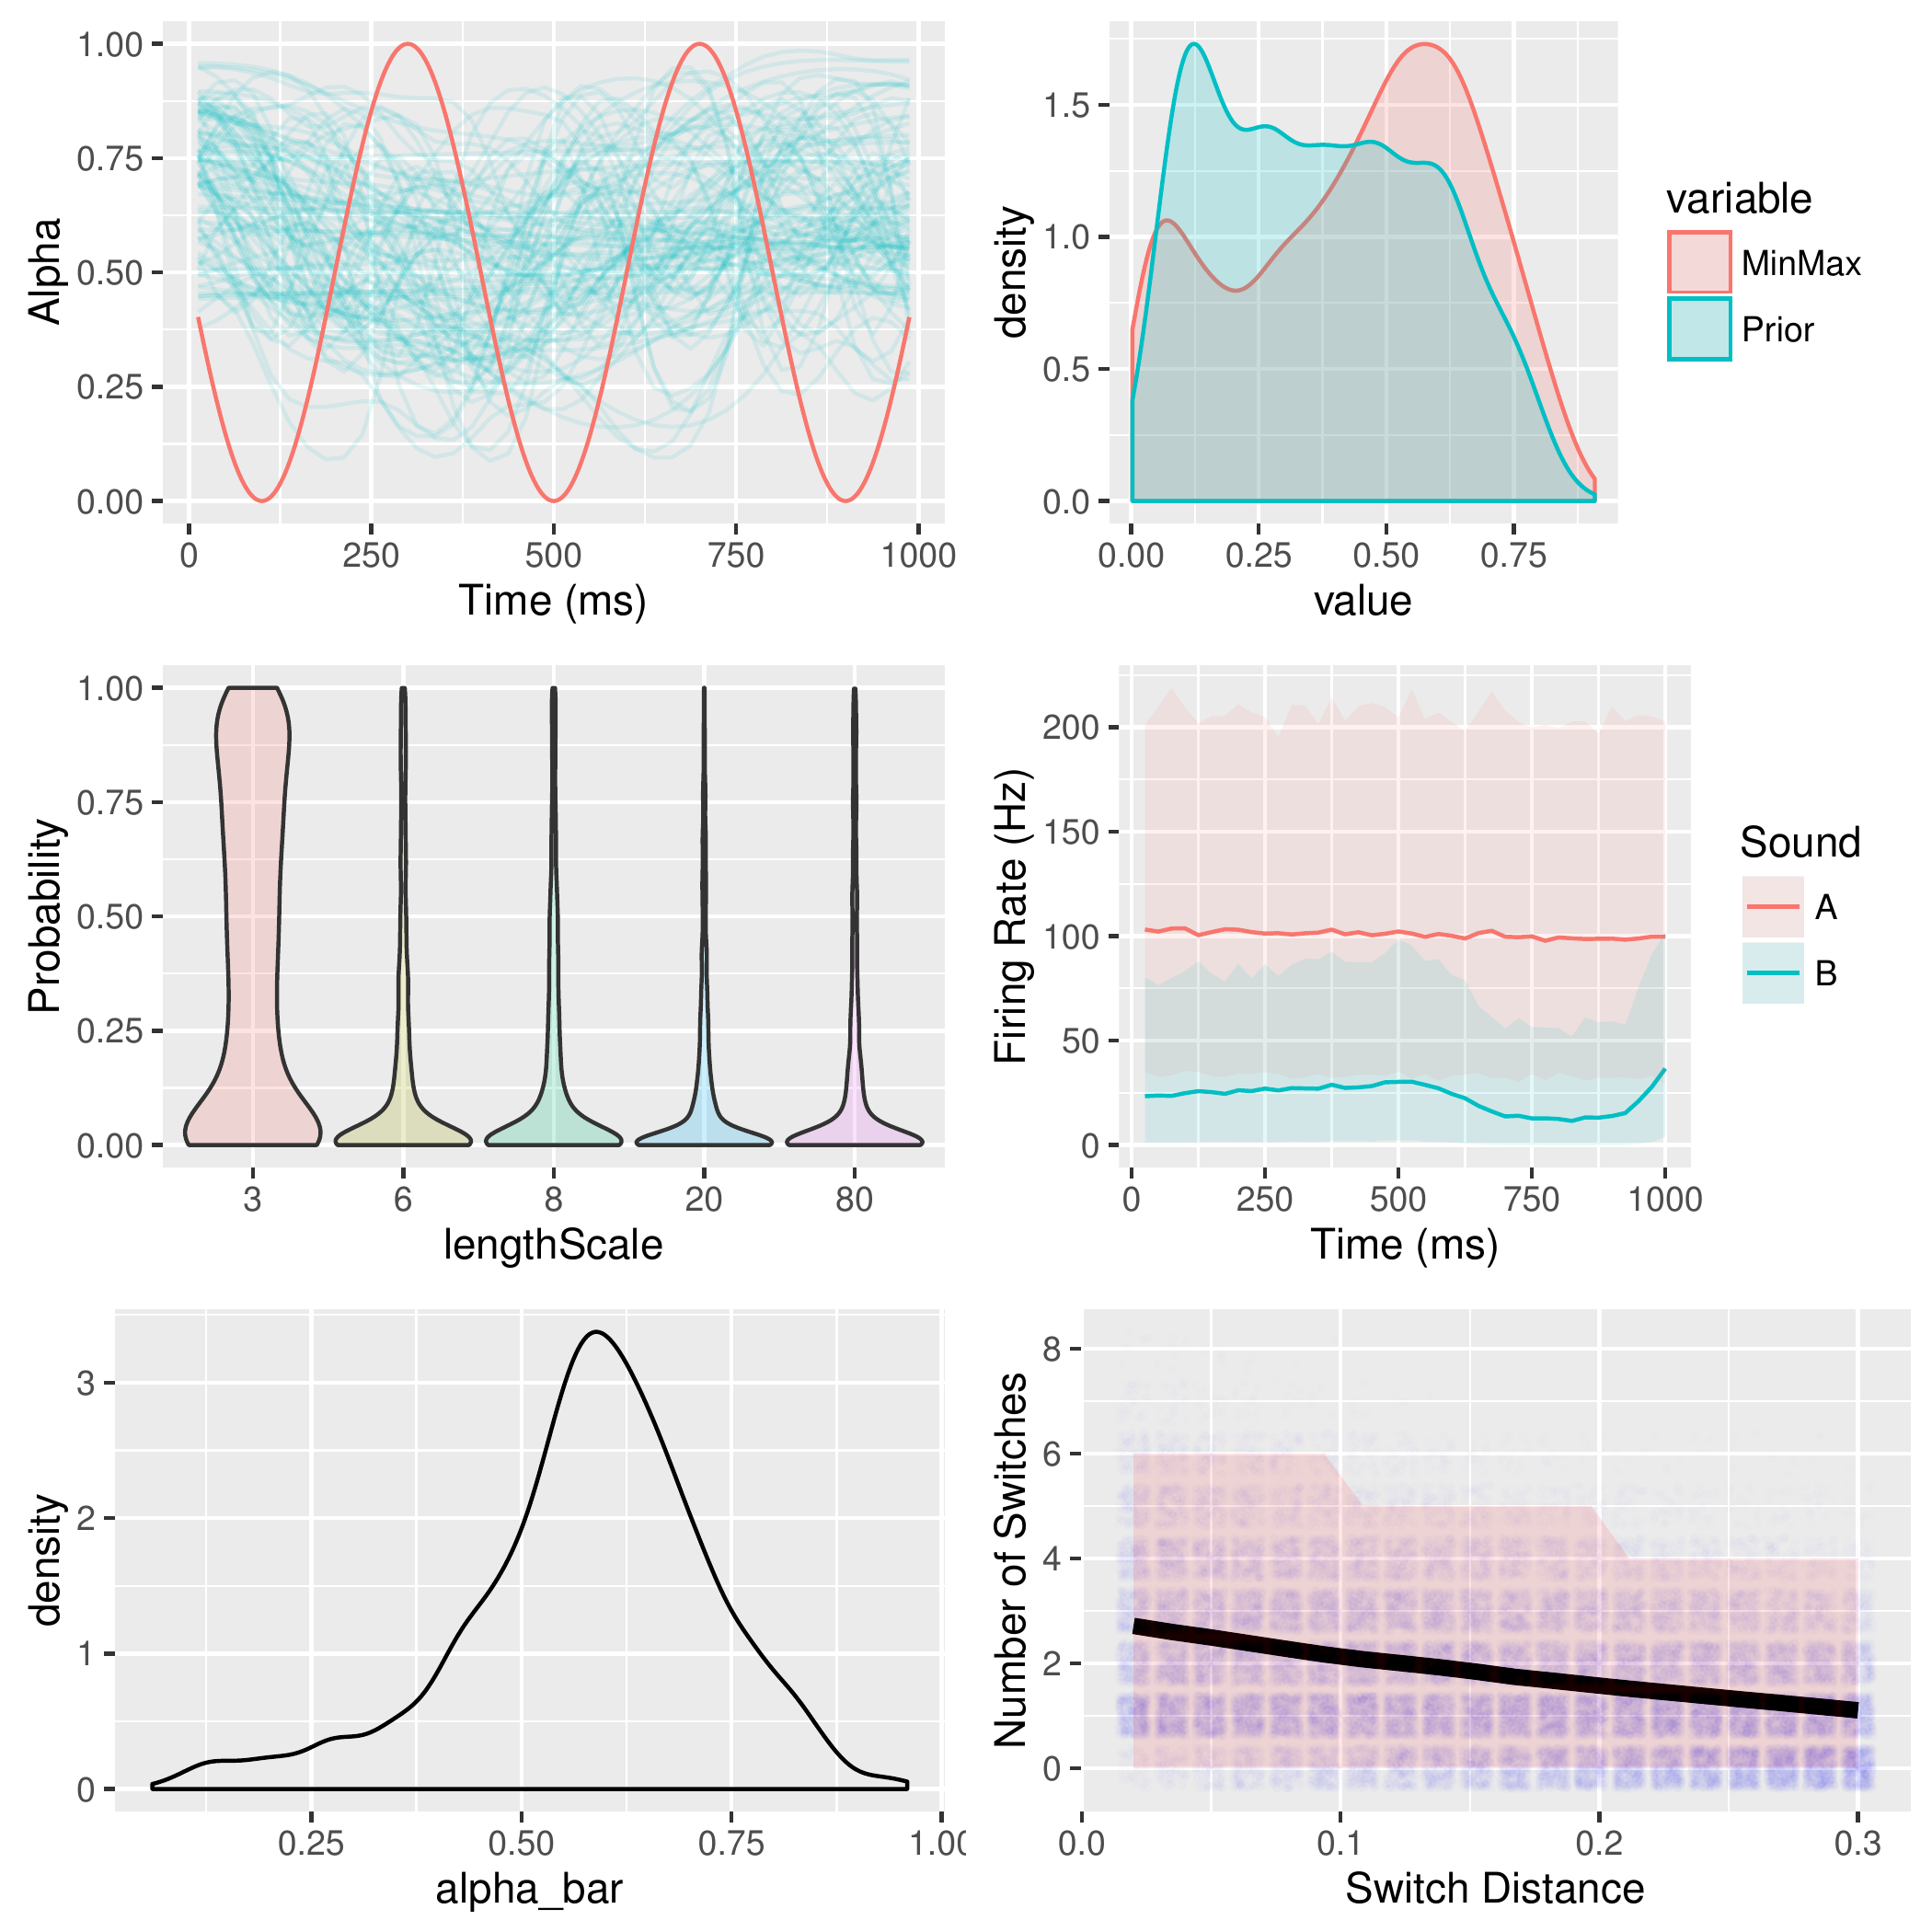 1.00
0.75
0.50
0.25
0.00
Alpha
0 250 500 750 1000
Time (ms)
1.5
1.0
0.5
0.0
density
0.00 0.25 0.50 0.75
value
variable
MinMax
Prior
1.00
0.75
0.50
0.25
0.00
Probability
3 6 8 20 80
lengthScale
200
150
100
50
0
Firing Rate (Hz)
0 250 500 750 1000
Time (ms)
Sound
A
B
3
2
1
0
density
0.25 0.50 0.75 1.00
alpha_bar
8
6
4
2
0
Number of Switches
0.0 0.1 0.2 0.3
Switch Distance